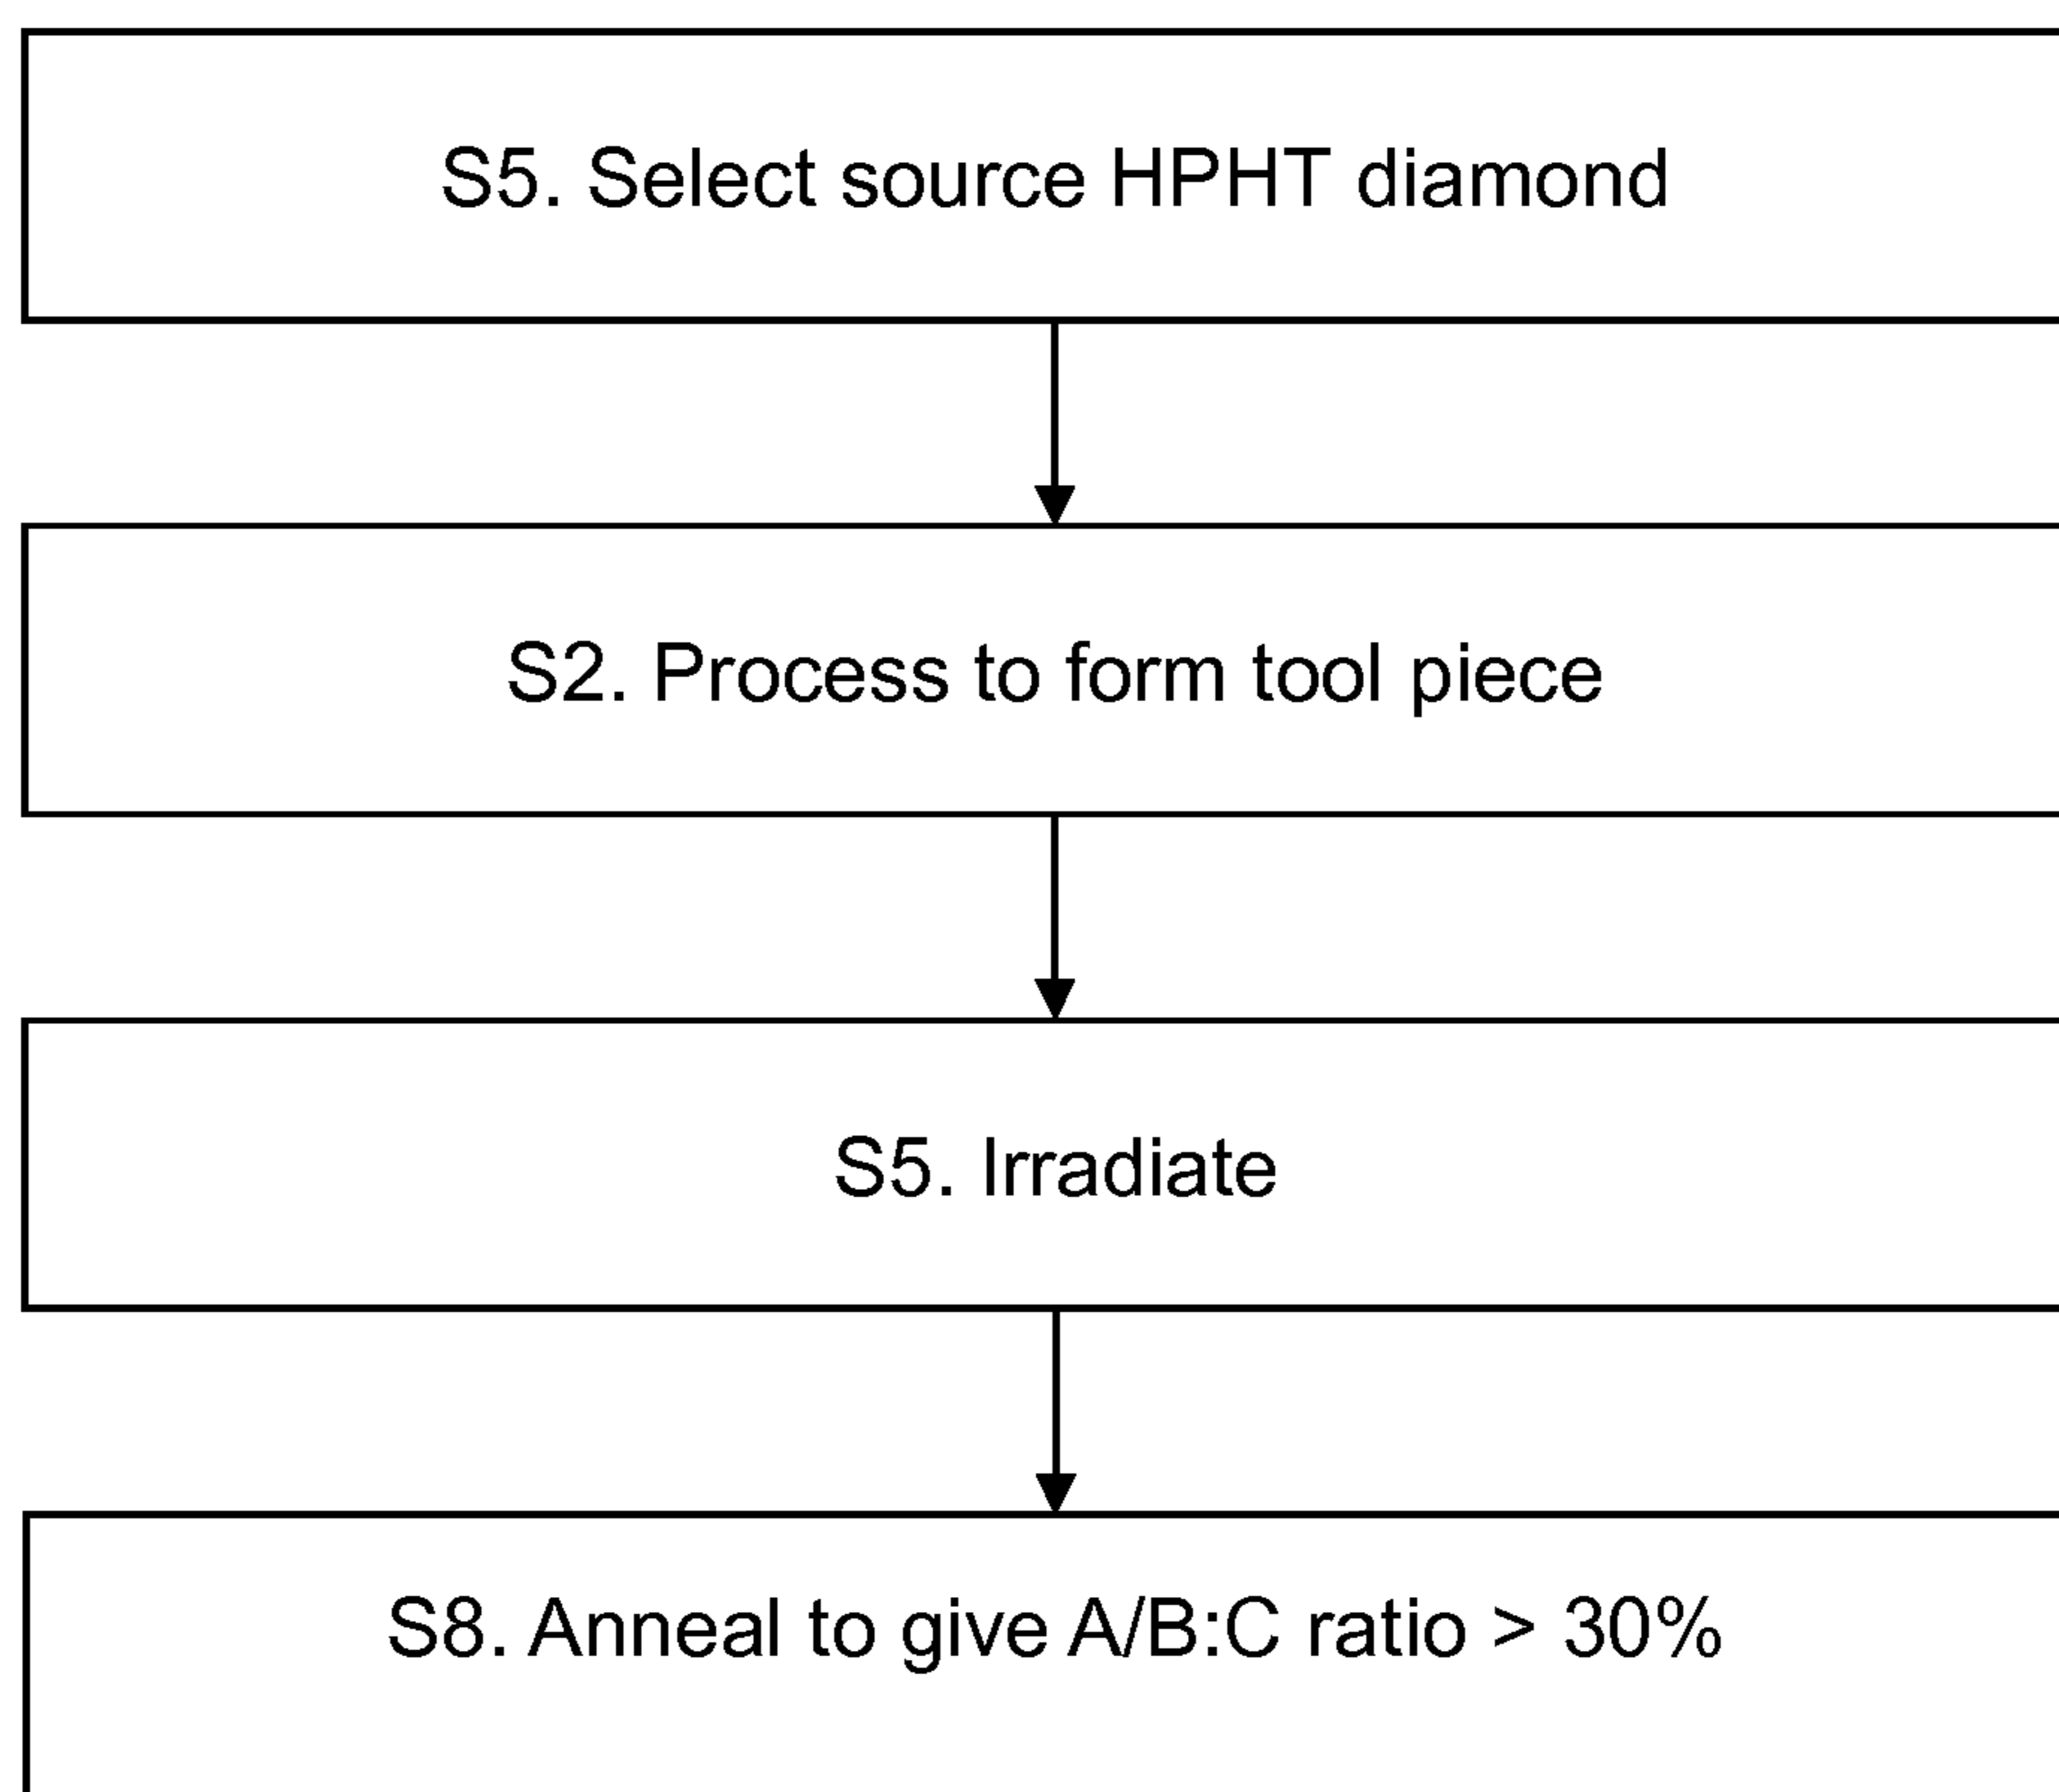 S5. Select source HPHT diamond
S2. Process to form tool piece
S5. Irradiate
S8. Anneal to give A/B:C ratio > 30%